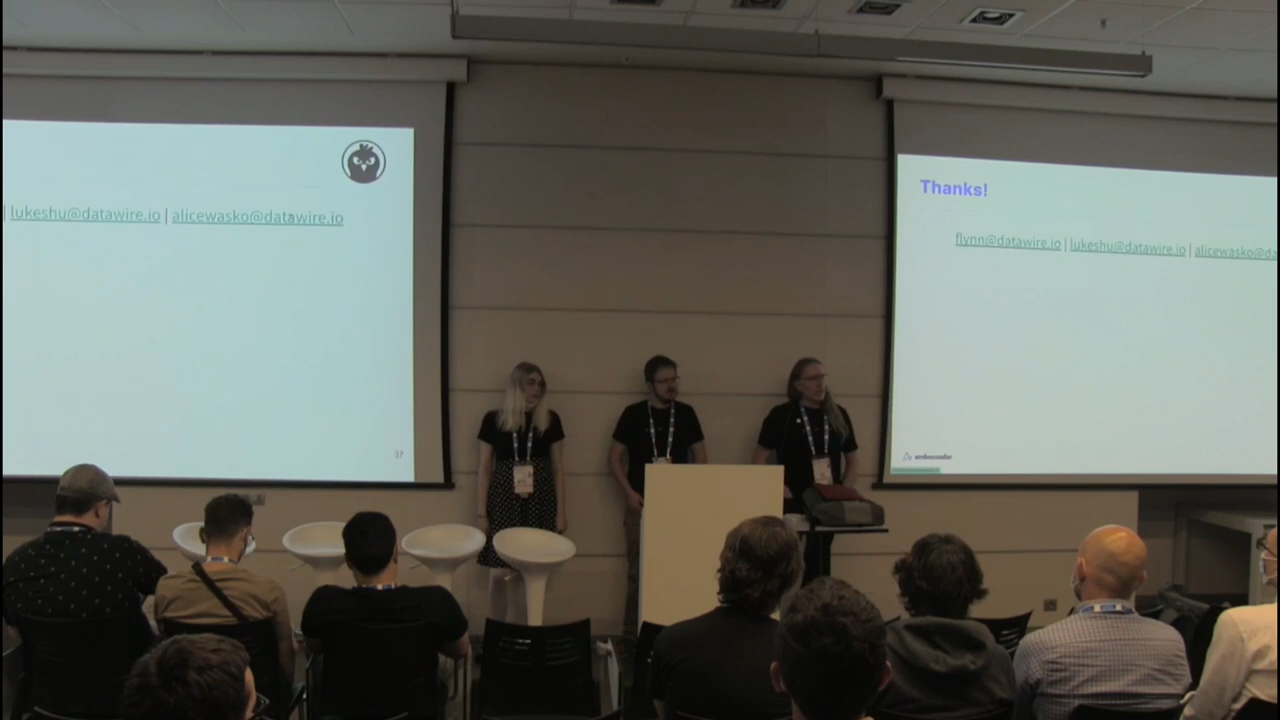 | lukeshu@datawire.io | alicewasko@datawire.io
37
Thanks!
flynn@datawire.io | lukeshu@datawire.io | alicewasko@da
ambassador